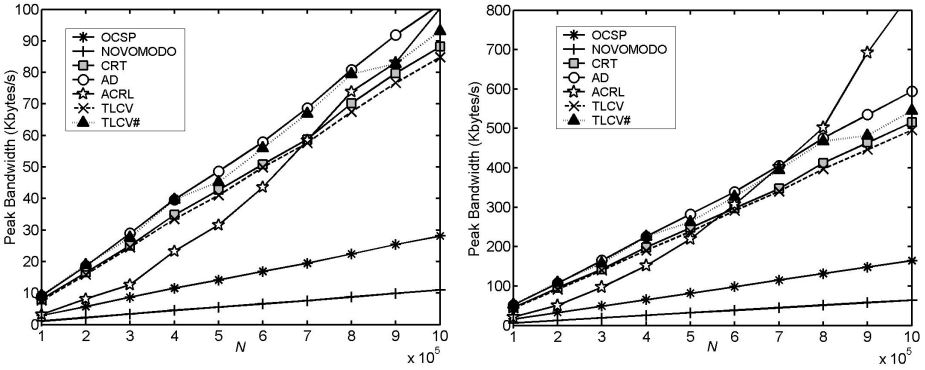 100
90
80
70
60
50
40
30
20
10
0
Peak Bandwidth (Kbytes/s)
OCSP
NOVOMODO
CRT
AD
ACRL
TLCV
TLCV#
1 2 3 4 5 6 7 8 9 10
N
x 10^5
800
700
600
500
400
300
200
100
0
Peak Bandwidth (Kbytes/s)
OCSP
NOVOMODO
CRT
AD
ACRL
TLCV
TLCV#
1 2 3 4 5 6 7 8 9 10
N
x 10^5